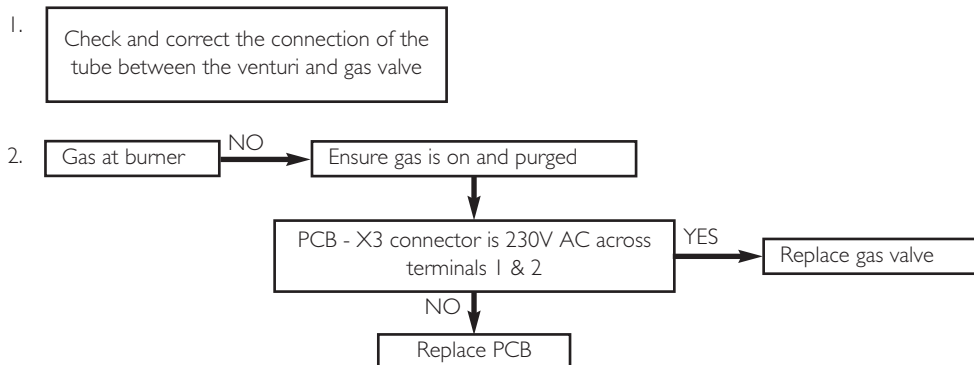 1.
Check and correct the connection of the
tube between the venturi and gas valve
2.
Gas at burner
NO
Ensure gas is on and purged
PCB - X3 connector is 230V AC across
terminals 1 & 2
YES
Replace gas valve
NO
Replace PCB